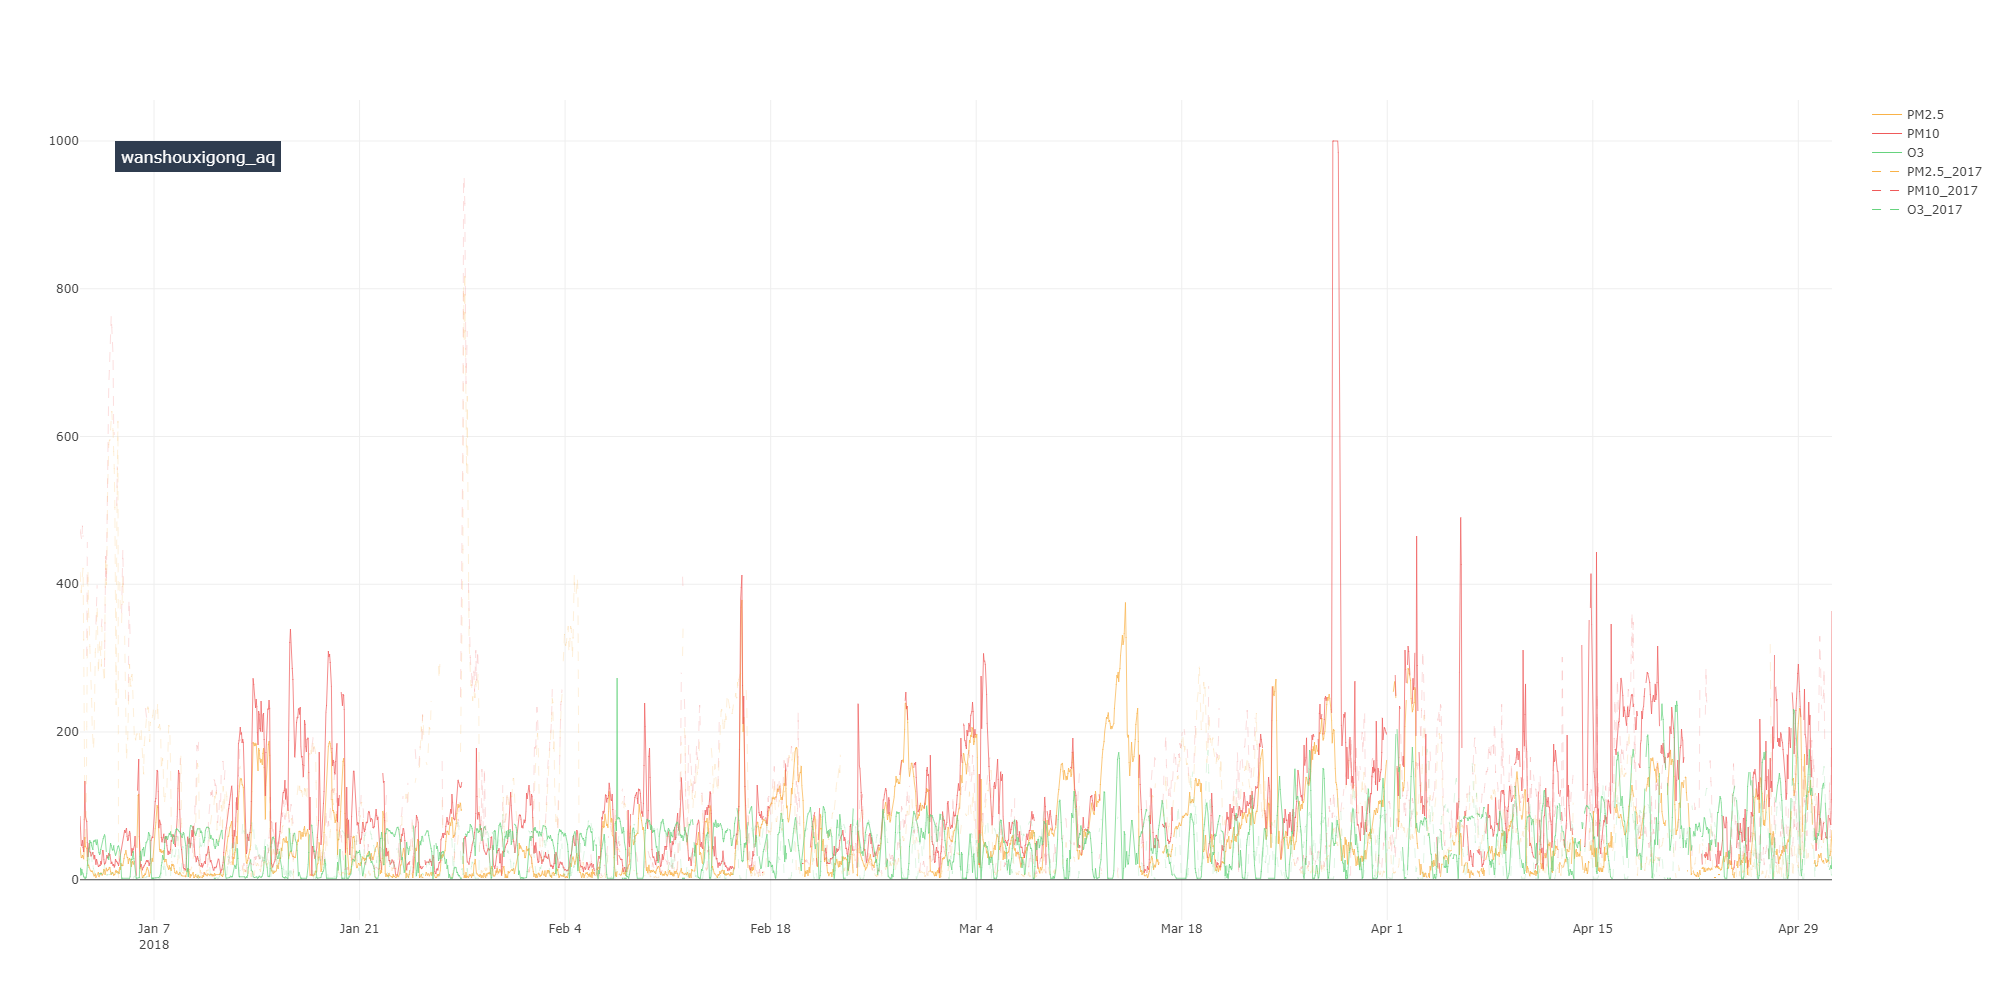 wanshouxigong_aq
1000
800
600
400
200
0
Jan 7
2018
Jan 21
Feb 4
Feb 18
Mar 4
Mar 18
Apr 1
Apr 15
Apr 29
PM2.5
PM10
O3
PM2.5_2017
PM10_2017
O3_2017